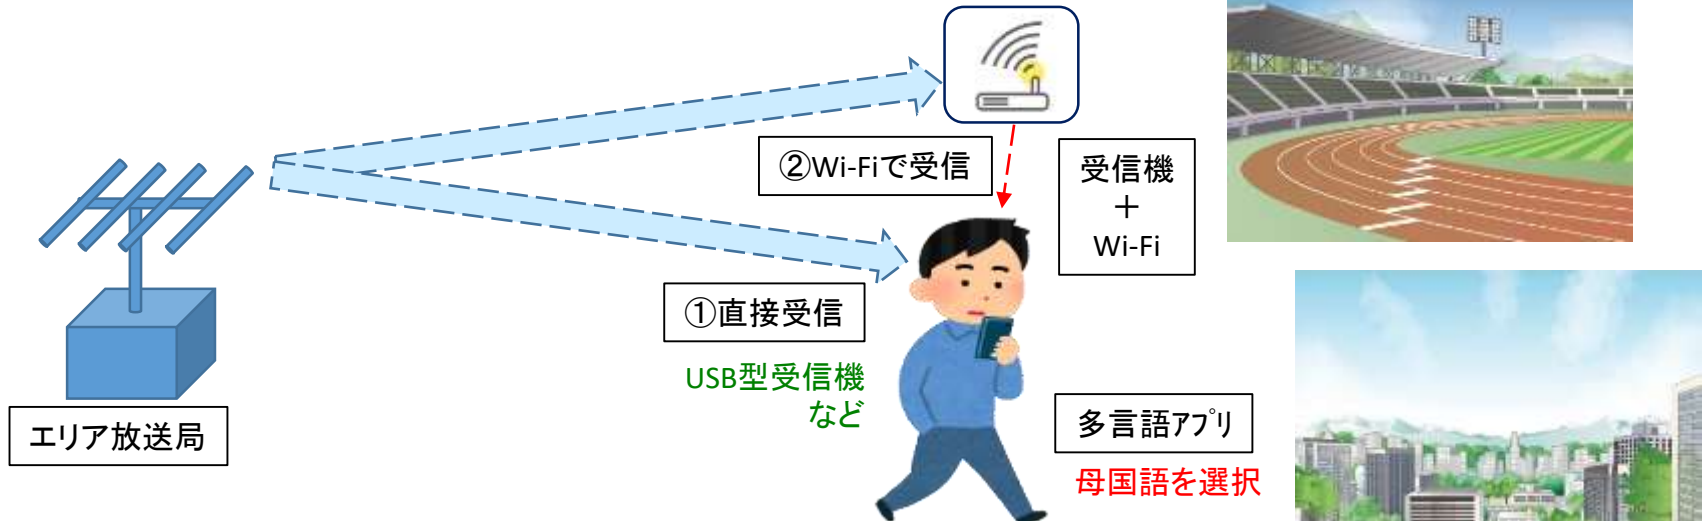 ②Wi-Fiで受信
受信機
＋
Wi-Fi
①直接受信
USB型受信機
など
エリア放送局
多言語アプリ
母国語を選択